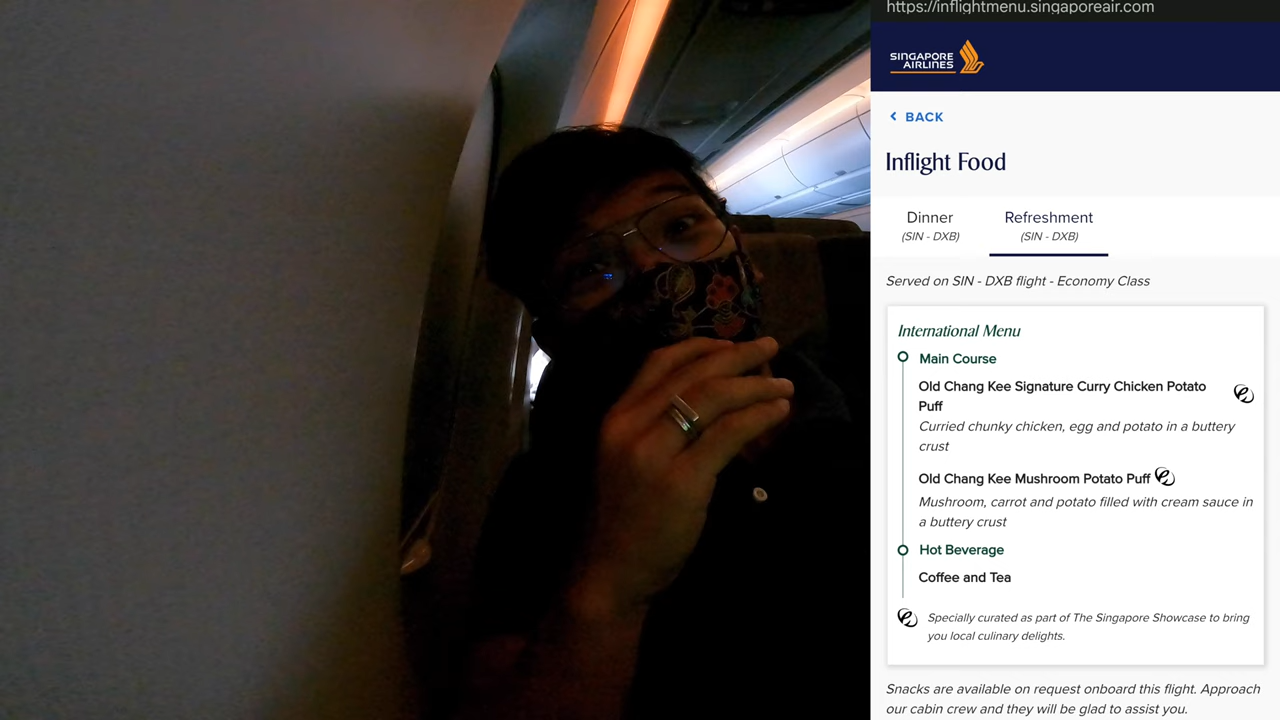 https://inflightmenu.singaporeair.com
SINGAPORE
AIRLINES
BACK
Inflight Food
Dinner
(SIN - DXB)
Refreshment
(SIN - DXB)
Served on SIN - DXB flight - Economy Class
International Menu
Main Course
Old Chang Kee Signature Curry Chicken Potato
Puff
Curried chunky chicken, egg and potato in a buttery
crust
Old Chang Kee Mushroom Potato Puff
Mushroom, carrot and potato filled with cream sauce in
a buttery crust
Hot Beverage
Coffee and Tea
Specially curated as part of The Singapore Showcase to bring
you local culinary delights.
Snacks are available on request onboard this flight. Approach
our cabin crew and they will be glad to assist you.